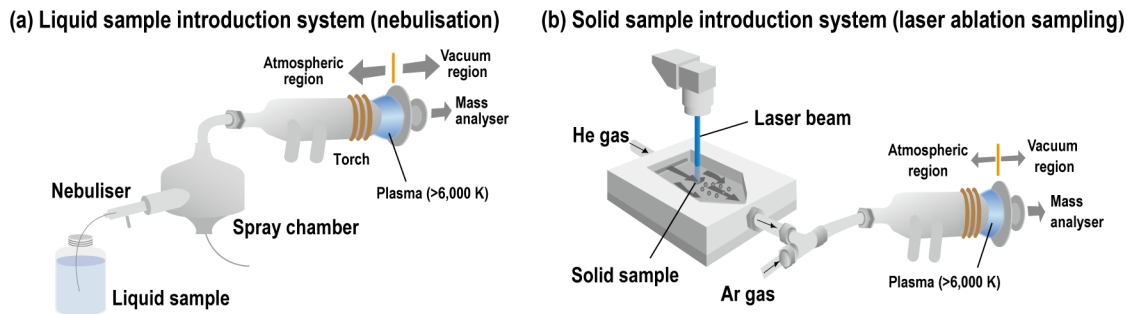 (a) Liquid sample introduction system (nebulisation)
Atmospheric
region
Vacuum
region
Mass
analyser
Torch
Plasma (>6,000 K)
Nebuliser
Spray chamber
Liquid sample
(b) Solid sample introduction system (laser ablation sampling)
Laser beam
He gas
Atmospheric
region
Vacuum
region
Mass
analyser
Solid sample
Ar gas
Plasma (>6,000 K)